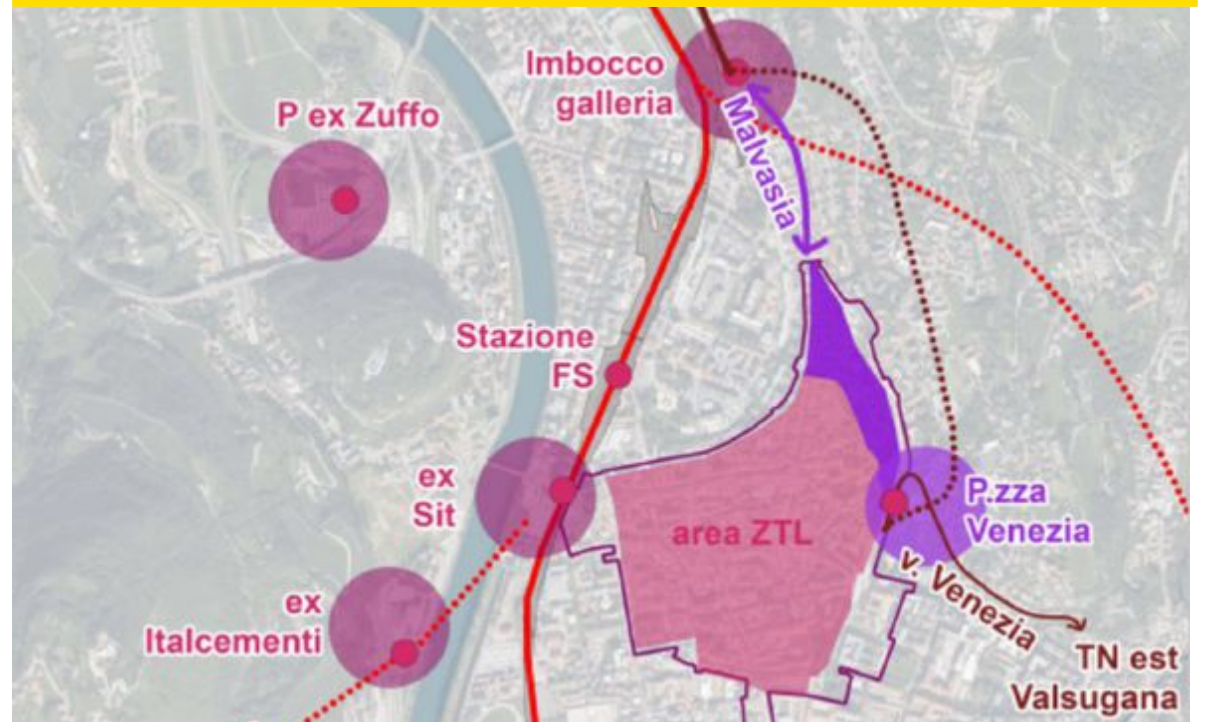 Imbocco
galleria
P ex Zuffo
Malvasia
Stazione
FS
ex
Sit
area ZTL
P.zza
Venezia
v. Venezia
ex
Italcementi
TN est
Valsugana